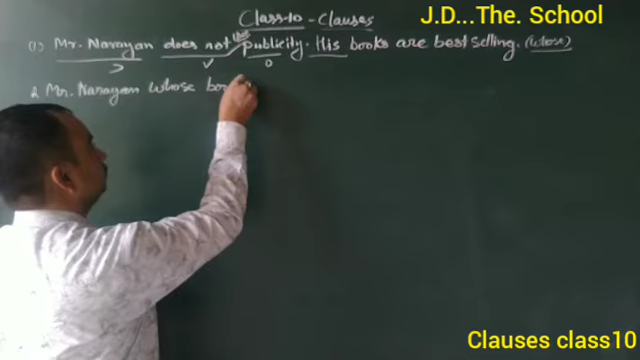 Class-10 - Clauses
J.D...The. School
(1) Mr. Narayan does not like publicity. His books are best selling. (whose)
S V O
2 Mr. Narayan whose bo
Clauses class10